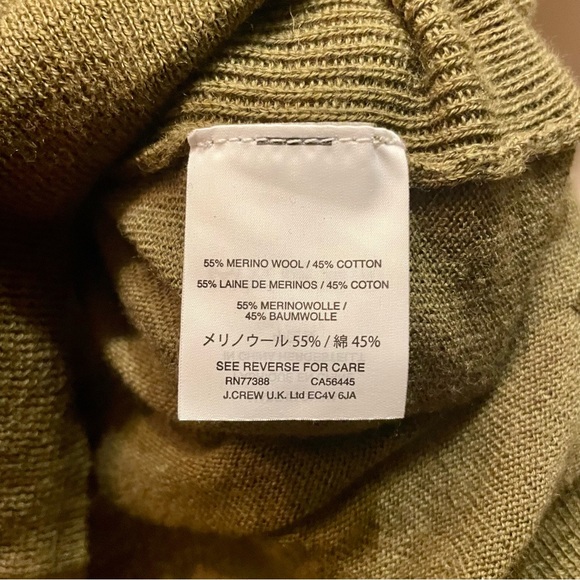 55% MERINO WOOL / 45% COTTON
55% LAINE DE MERINOS / 45% COTON
55% MERINOWOLLE /
45% BAUMWOLLE
メリノウール 55% / 綿 45%
SEE REVERSE FOR CARE
RN77388 CA56445
J.CREW U.K. Ltd EC4V 6JA